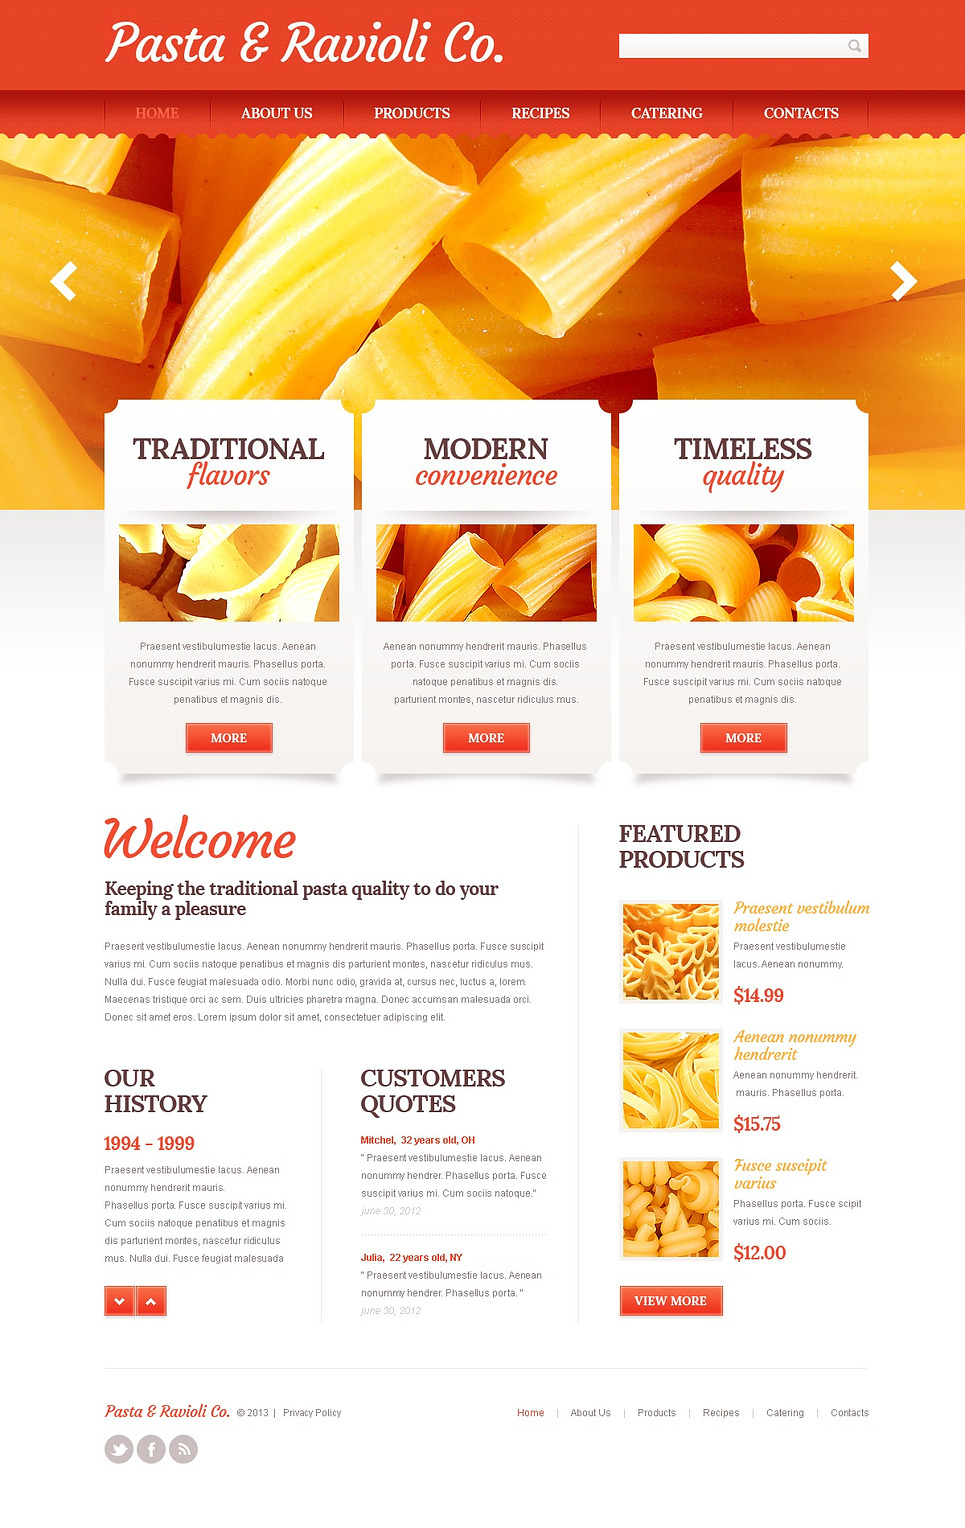 Pasta & Ravioli Co.
HOME
ABOUT US
PRODUCTS
RECIPES
CATERING
CONTACTS
TRADITIONAL
flavors
Praesent vestibulumestie lacus. Aenean
nonummy hendrerit mauris. Phasellus porta.
Fusce suscipit varius mi. Cum sociis natoque
penatibus et magnis dis.
MORE
MODERN
convenience
Aenean nonummy hendrerit mauris. Phasellus
porta. Fusce suscipit varius mi. Cum sociis
natoque penatibus et magnis dis.
parturient montes, nascetur ridiculus mus.
MORE
TIMELESS
quality
Praesent vestibulumestie lacus. Aenean
nonummy hendrerit mauris. Phasellus porta.
Fusce suscipit varius mi. Cum sociis natoque
penatibus et magnis dis.
MORE
Welcome
Keeping the traditional pasta quality to do your
family a pleasure
Praesent vestibulumestie lacus. Aenean nonummy hendrerit mauris. Phasellus porta. Fusce suscipit
varius mi. Cum sociis natoque penatibus et magnis dis parturient montes, nascetur ridiculus mus.
Nulla dui. Fusce feugiat malesuada odio. Morbi nunc odio, gravida at, cursus nec, luctus a, lorem.
Maecenas tristique orci ac sem. Duis ultricies pharetra magna. Donec accumsan malesuada orci.
Donec sit amet eros. Lorem ipsum dolor sit amet, consectetuer adipiscing elit.
OUR
HISTORY
1994 - 1999
Praesent vestibulumestie lacus. Aenean
nonummy hendrerit mauris.
Phasellus porta. Fusce suscipit varius mi.
Cum sociis natoque penatibus et magnis
dis parturient montes, nascetur ridiculus
mus. Nulla dui. Fusce feugiat malesuada
CUSTOMERS
QUOTES
Mitchel, 32 years old, OH
" Praesent vestibulumestie lacus. Aenean
nonummy hendrer. Phasellus porta. Fusce
suscipit varius mi. Cum sociis natoque."
june 30, 2012
Julia, 22 years old, NY
" Praesent vestibulumestie lacus. Aenean
nonummy hendrer. Phasellus porta. "
june 30, 2012
FEATURED
PRODUCTS
Praesent vestibulum
molestie
Praesent vestibulumestie
lacus. Aenean nonummy.
$14.99
Aenean nonummy
hendrerit
Aenean nonummy hendrerit.
mauris. Phasellus porta.
$15.75
Fusce suscipit
varius
Phasellus porta. Fusce scipit
varius mi. Cum sociis.
$12.00
VIEW MORE
Pasta & Ravioli Co. © 2013 | Privacy Policy
Home | About Us | Products | Recipes | Catering | Contacts